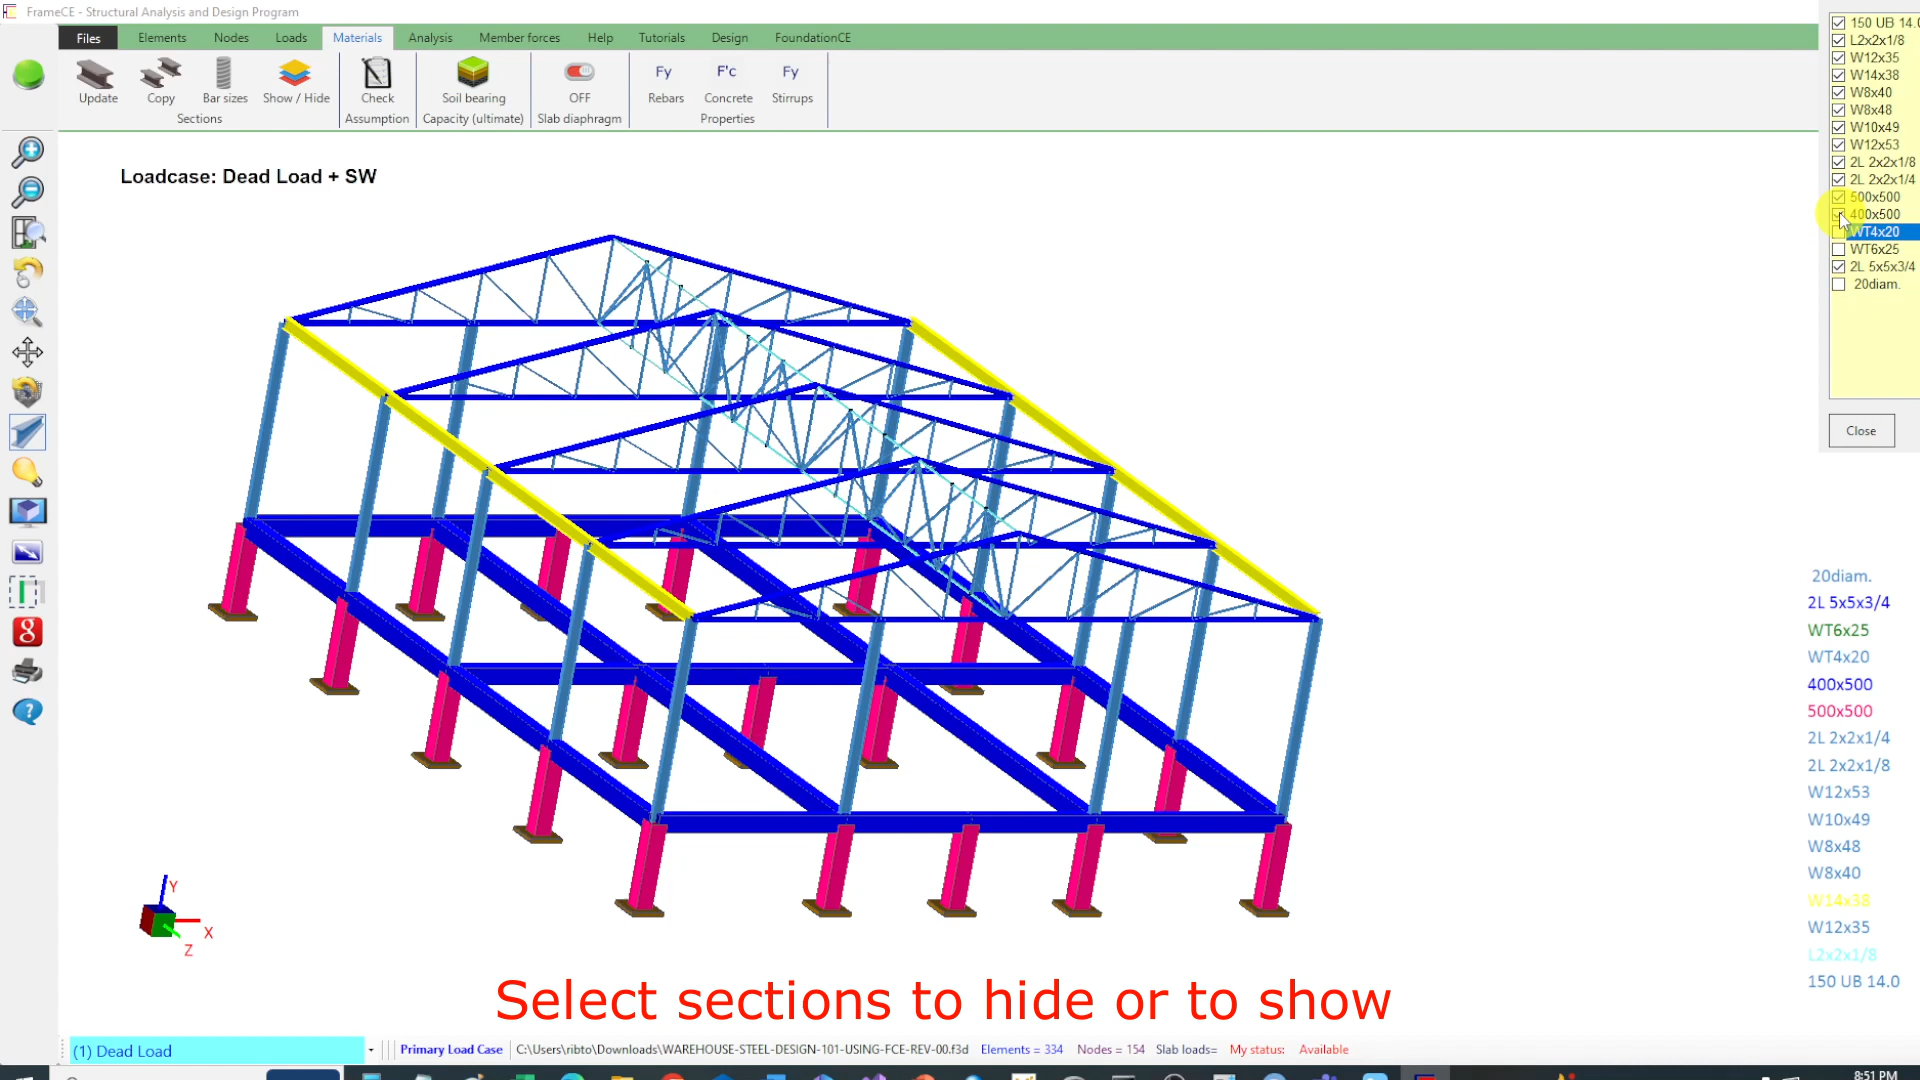 FrameCE - Structural Analysis and Design Program
Files Elements Nodes Loads Materials Analysis Member forces Help Tutorials Design FoundationCE
Update Copy Bar sizes Show / Hide Check Soil bearing OFF Rebars Concrete Stirrups
Fy F'c Fy
Sections Assumption Capacity (ultimate) Slab diaphragm Properties
150 UB 14.0
L2x2x1/8
W12x35
W14x38
W8x40
W8x48
W10x49
W12x53
2L 2x2x1/8
2L 2x2x1/4
500x500
400x500
WT4x20
WT6x25
2L 5x5x3/4
20diam.
Close
Loadcase: Dead Load + SW
20diam.
2L 5x5x3/4
WT6x25
WT4x20
400x500
500x500
2L 2x2x1/4
2L 2x2x1/8
W12x53
W10x49
W8x48
W8x40
W14x38
W12x35
L2x2x1/8
150 UB 14.0
Y
X
Z
Select sections to hide or to show
(1) Dead Load Primary Load Case C:\Users\ribto\Downloads\WAREHOUSE-STEEL-DESIGN-101-USING-FCE-REV-00.f3d Elements = 334 Nodes = 154 Slab loads= My status: Available
8:51 PM